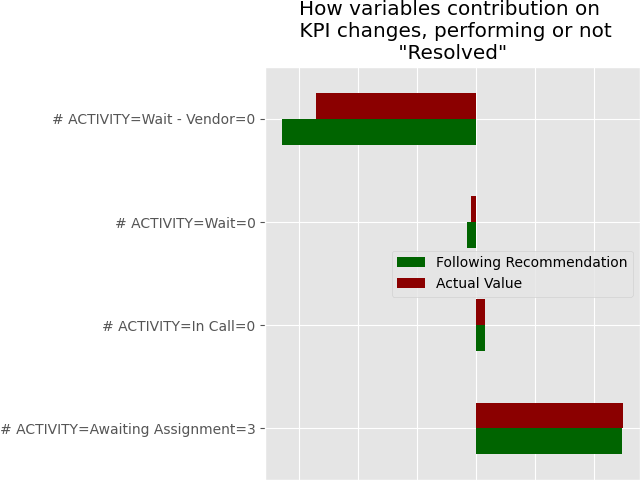 How variables contribution on
KPI changes, performing or not
"Resolved"
# ACTIVITY=Wait - Vendor=0
# ACTIVITY=Wait=0
Following Recommendation
Actual Value
# ACTIVITY=In Call=0
# ACTIVITY=Awaiting Assignment=3